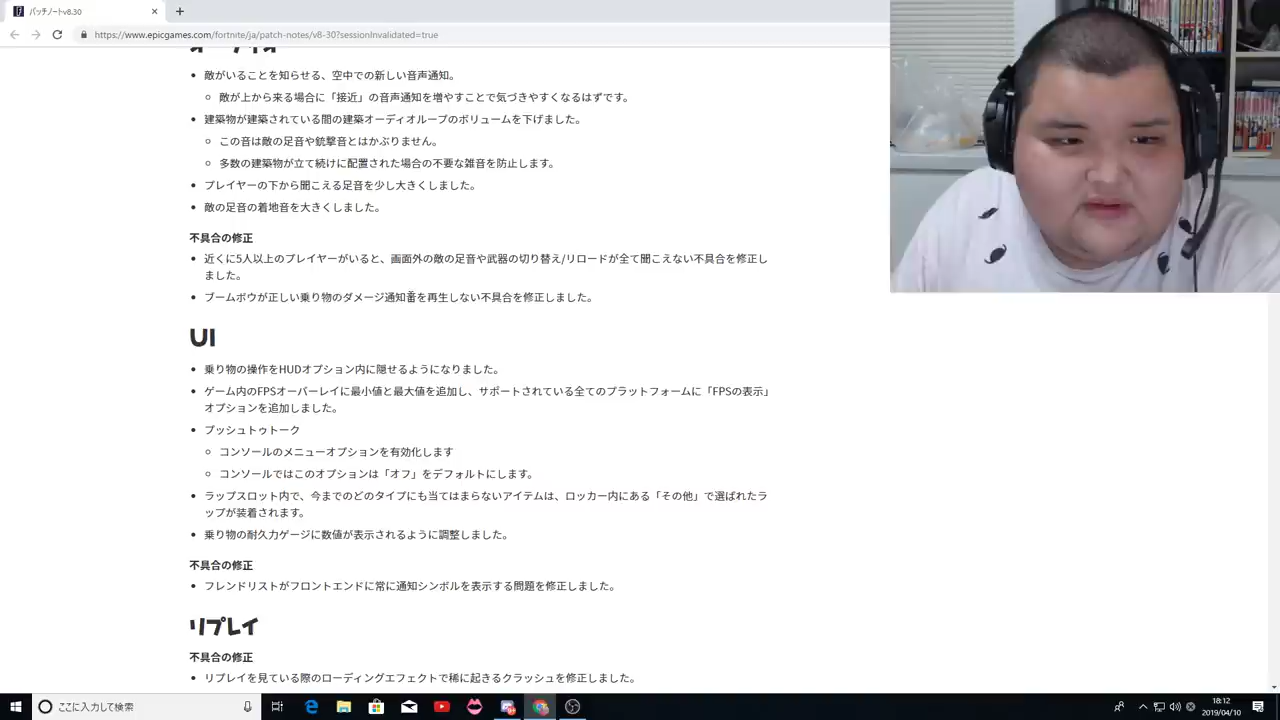 パッチノートv8.30
https://www.epicgames.com/fortnite/ja/patch-notes/v8-30?sessionInvalidated=true
敵がいることを知らせる、空中での新しい音声通知。
敵が上から来る場合に「接近」の音声通知を増やすことで気づきやすくなるはずです。
建築物が建築されている間の建築オーディオループのボリュームを下げました。
この音は敵の足音や銃撃音とはかぶりません。
多数の建築物が立て続けに配置された場合の不要な雑音を防止します。
プレイヤーの下から聞こえる足音を少し大きくしました。
敵の足音の着地音を大きくしました。
不具合の修正
近くに5人以上のプレイヤーがいると、画面外の敵の足音や武器の切り替え/リロードが全て聞こえない不具合を修正し
ました。
ブームボウが正しい乗り物のダメージ通知番を再生しない不具合を修正しました。
UI
乗り物の操作をHUDオプション内に隠せるようになりました。
ゲーム内のFPSオーバーレイに最小値と最大値を追加し、サポートされている全てのプラットフォームに「FPSの表示」
オプションを追加しました。
プッシュトゥトーク
コンソールのメニューオプションを有効化します
コンソールではこのオプションは「オフ」をデフォルトにします。
ラップスロット内で、今までのどのタイプにも当てはまらないアイテムは、ロッカー内にある「その他」で選ばれたラ
ップが装着されます。
乗り物の耐久力ゲージに数値が表示されるように調整しました。
不具合の修正
フレンドリストがフロントエンドに常に通知シンボルを表示する問題を修正しました。
リプレイ
不具合の修正
リプレイを見ている際のローディングエフェクトで稀に起きるクラッシュを修正しました。
ここに入力して検索
18:12
2019/04/10